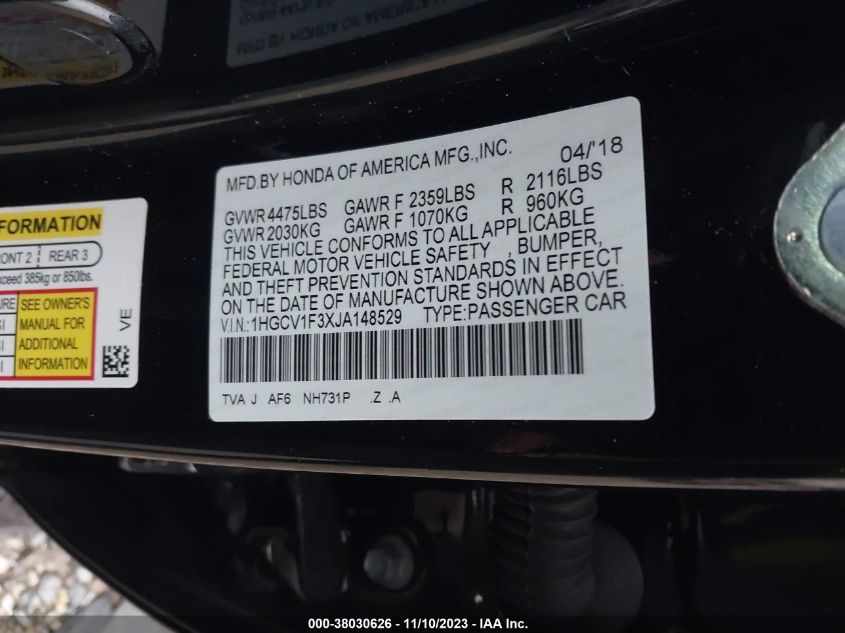 MFD.BY HONDA OF AMERICA MFG.,INC. 04/'18
GVWR 4475LBS GAWR F 2359LBS R 2116LBS
GVWR 2030KG GAWR F 1070KG R 960KG
THIS VEHICLE CONFORMS TO ALL APPLICABLE
FEDERAL MOTOR VEHICLE SAFETY , BUMPER,
AND THEFT PREVENTION STANDARDS IN EFFECT
ON THE DATE OF MANUFACTURE SHOWN ABOVE.
V.I.N.:1HGCV1F3XJA148529 TYPE:PASSENGER CAR
TVA J AF6 NH731P .Z .A
FRONT 2 REAR 3
exceed 385kg or 850lbs.
SEE OWNER'S
MANUAL FOR
ADDITIONAL
INFORMATION
VE
000-38030626 - 11/10/2023 - IAA Inc.